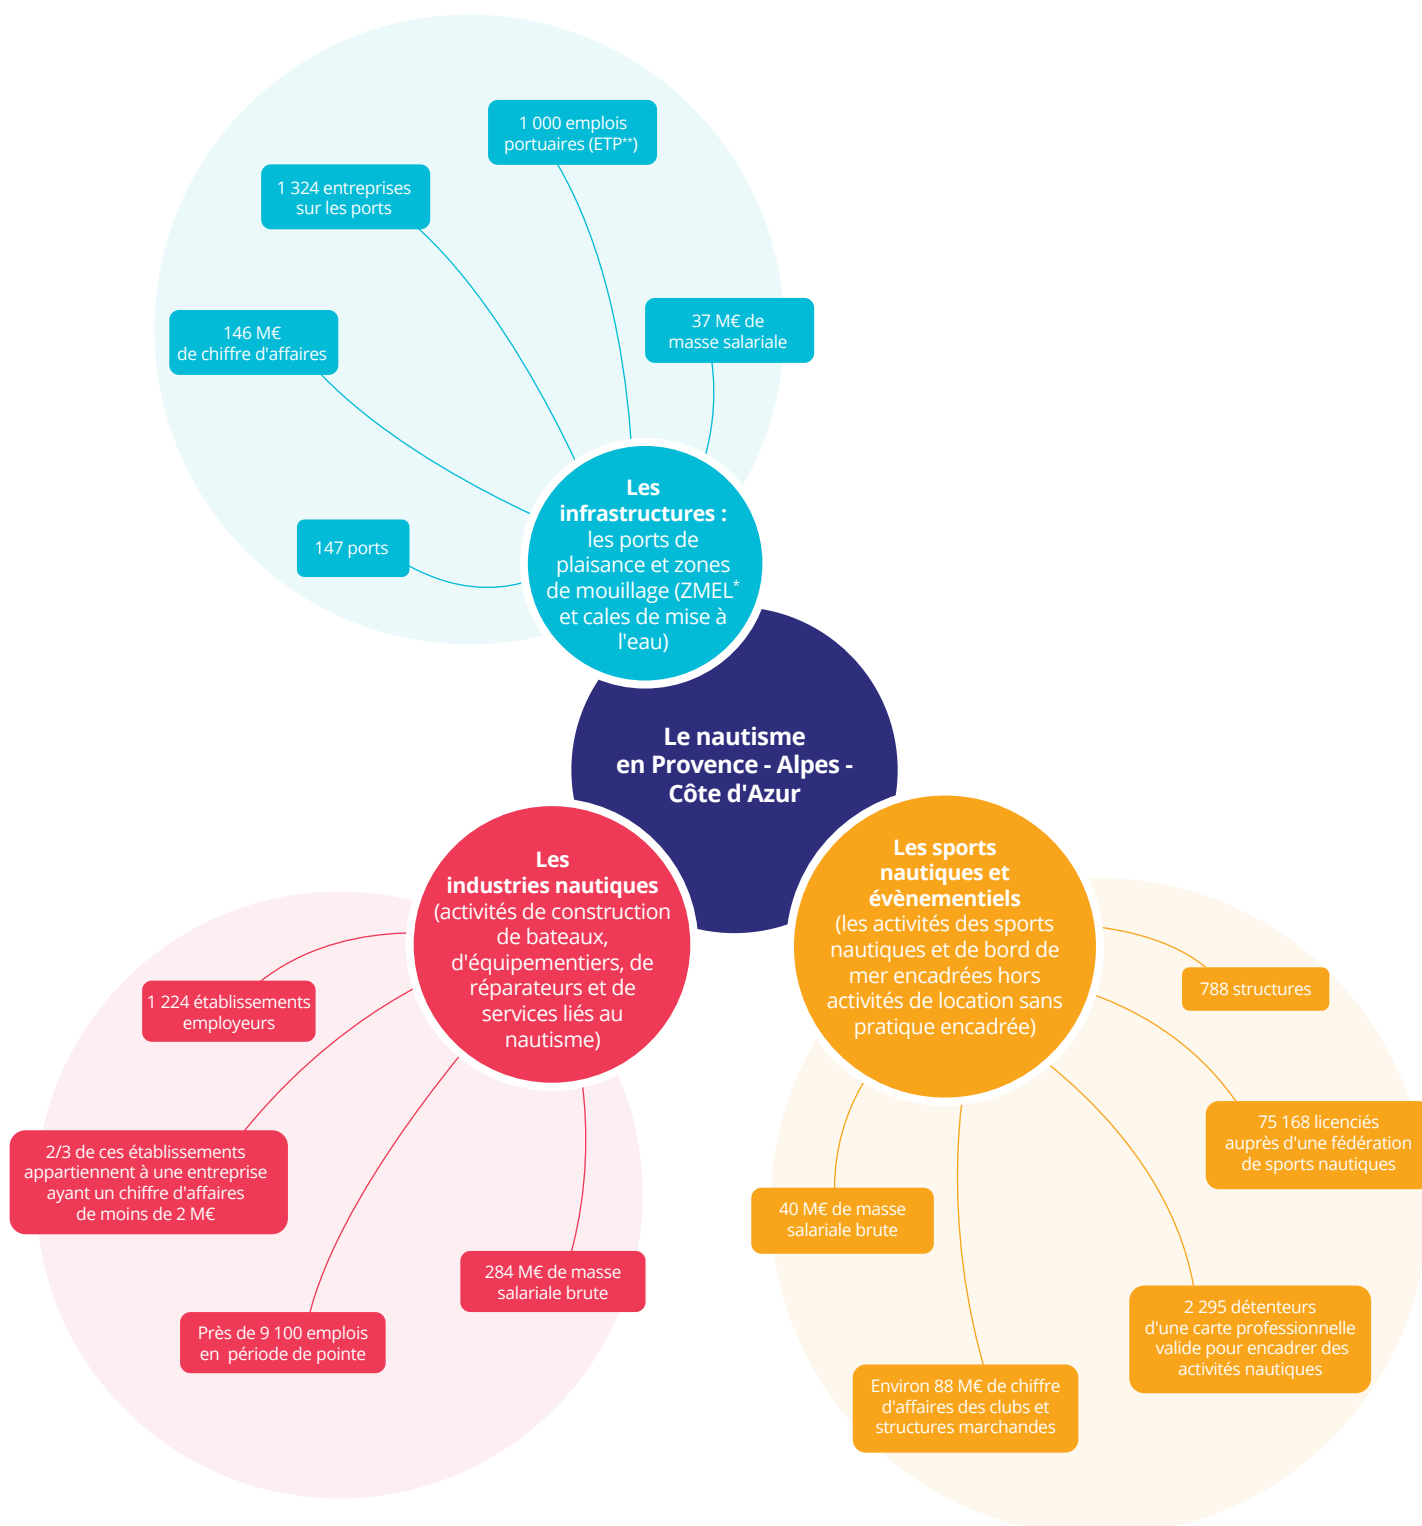 1 000 emplois
portuaires (ETP**)
1 324 entreprises
sur les ports
146 M€
de chiffre d'affaires
37 M€ de
masse salariale
147 ports
Les
infrastructures :
les ports de
plaisance et zones
de mouillage (ZMEL*
et cales de mise à
l'eau)
Le nautisme
en Provence - Alpes -
Côte d'Azur
Les
industries nautiques
(activités de construction
de bateaux,
d'équipementiers, de
réparateurs et de
services liés au
nautisme)
1 224 établissements
employeurs
2/3 de ces établissements
appartiennent à une entreprise
ayant un chiffre d'affaires
de moins de 2 M€
Près de 9 100 emplois
en  période de pointe
284 M€ de masse
salariale brute
Les sports
nautiques et
évènementiels
(les activités des sports
nautiques et de bord de
mer encadrées hors
activités de location sans
pratique encadrée)
788 structures
75 168 licenciés
auprès d'une fédération
de sports nautiques
40 M€ de masse
salariale brute
2 295 détenteurs
d'une carte professionnelle
valide pour encadrer des
activités nautiques
Environ 88 M€ de chiffre
d'affaires des clubs et
structures marchandes